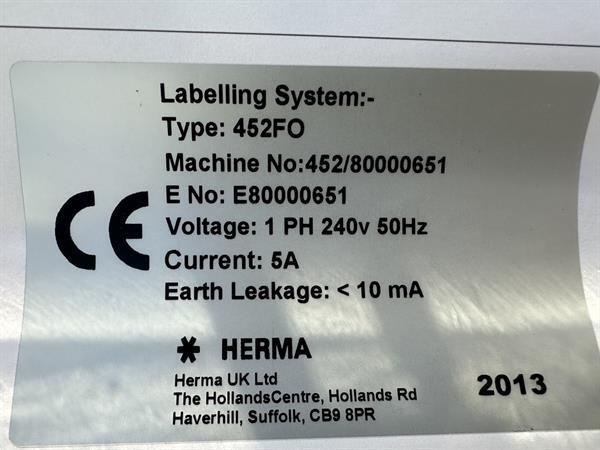 Labelling System:-
Type: 452FO
Machine No:452/80000651
E No: E80000651
Voltage: 1 PH 240v 50Hz
Current: 5A
Earth Leakage: < 10 mA
CE
HERMA
Herma UK Ltd
The HollandsCentre, Hollands Rd
Haverhill, Suffolk, CB9 8PR
2013